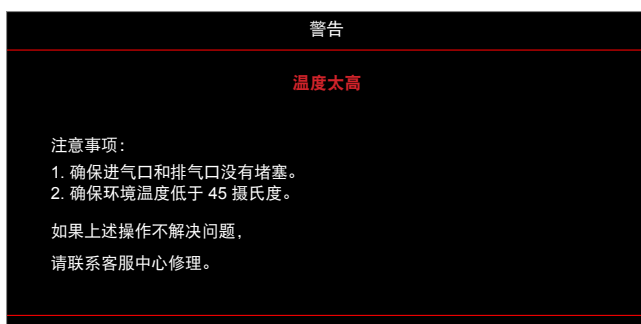 警告
温度太高
注意事项：
1. 确保进气口和排气口没有堵塞。
2. 确保环境温度低于 45 摄氏度。
如果上述操作不解决问题，
请联系客服中心修理。